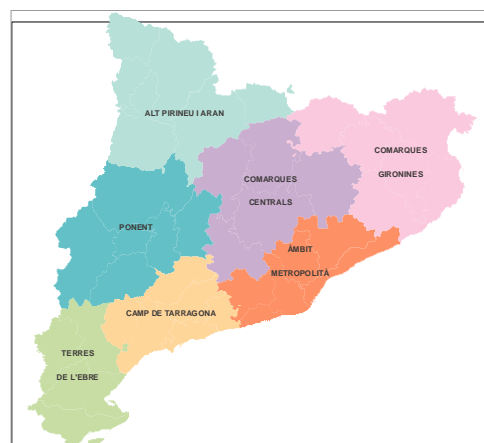 ALT PIRINEU I ARAN
COMARQUES
GIRONINES
COMARQUES
CENTRALS
PONENT
ÀMBIT
METROPOLITÀ
CAMP DE TARRAGONA
TERRES
DE L'EBRE